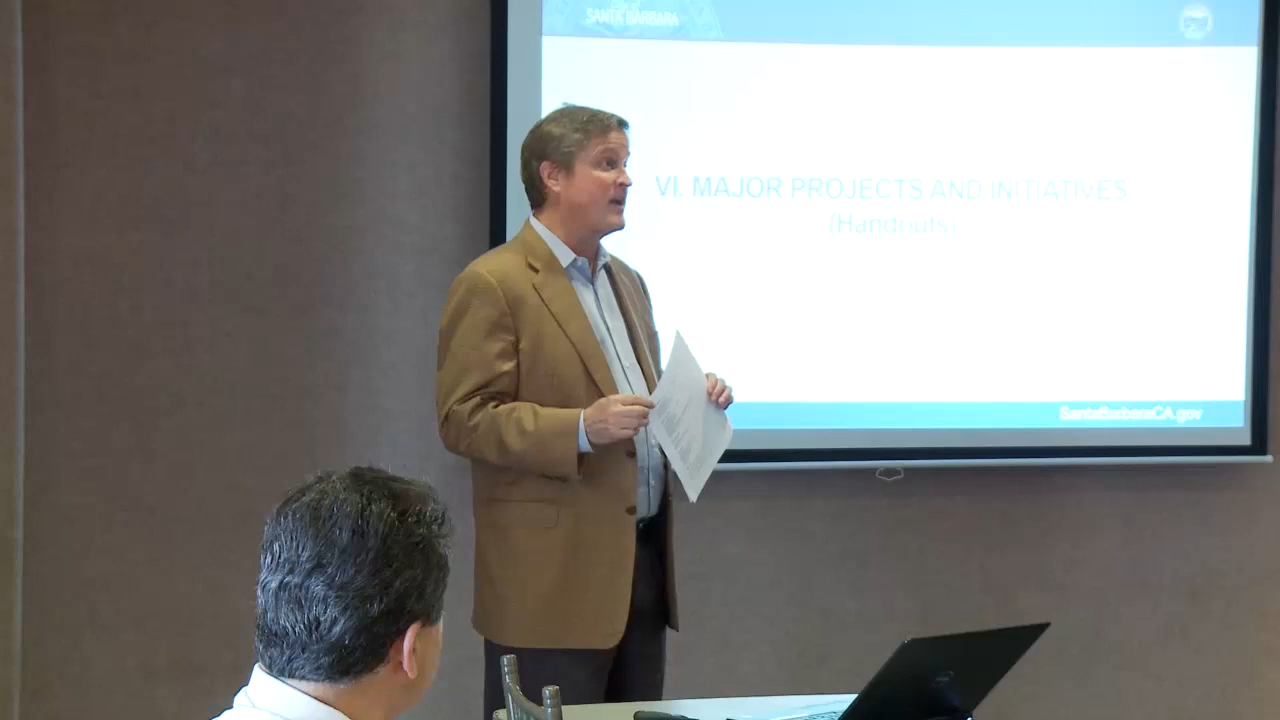 SANTA BARBARA
VI. MAJOR PROJECTS AND INITIATIVES
(Handouts)
SantaBarbaraCA.gov